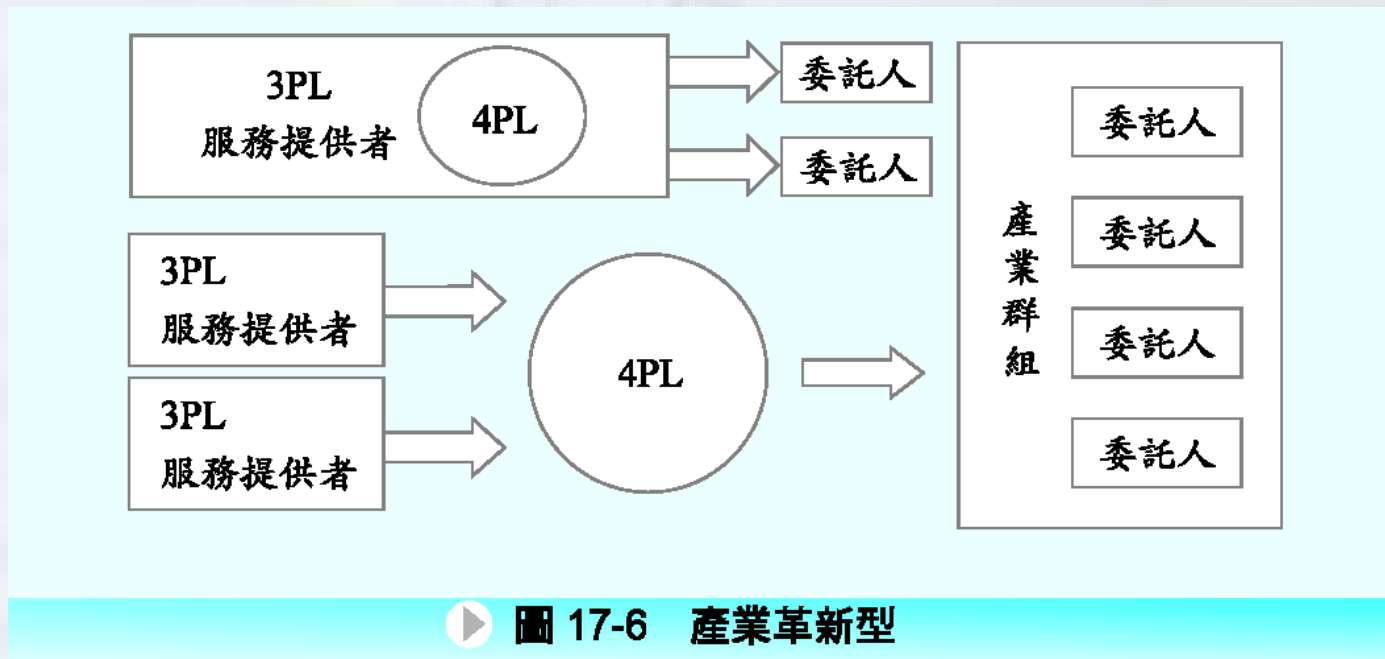 3PL
服務提供者
4PL
委託人
委託人
3PL
服務提供者
3PL
服務提供者
4PL
產業群組
委託人
委託人
委託人
委託人
圖 17-6 產業革新型